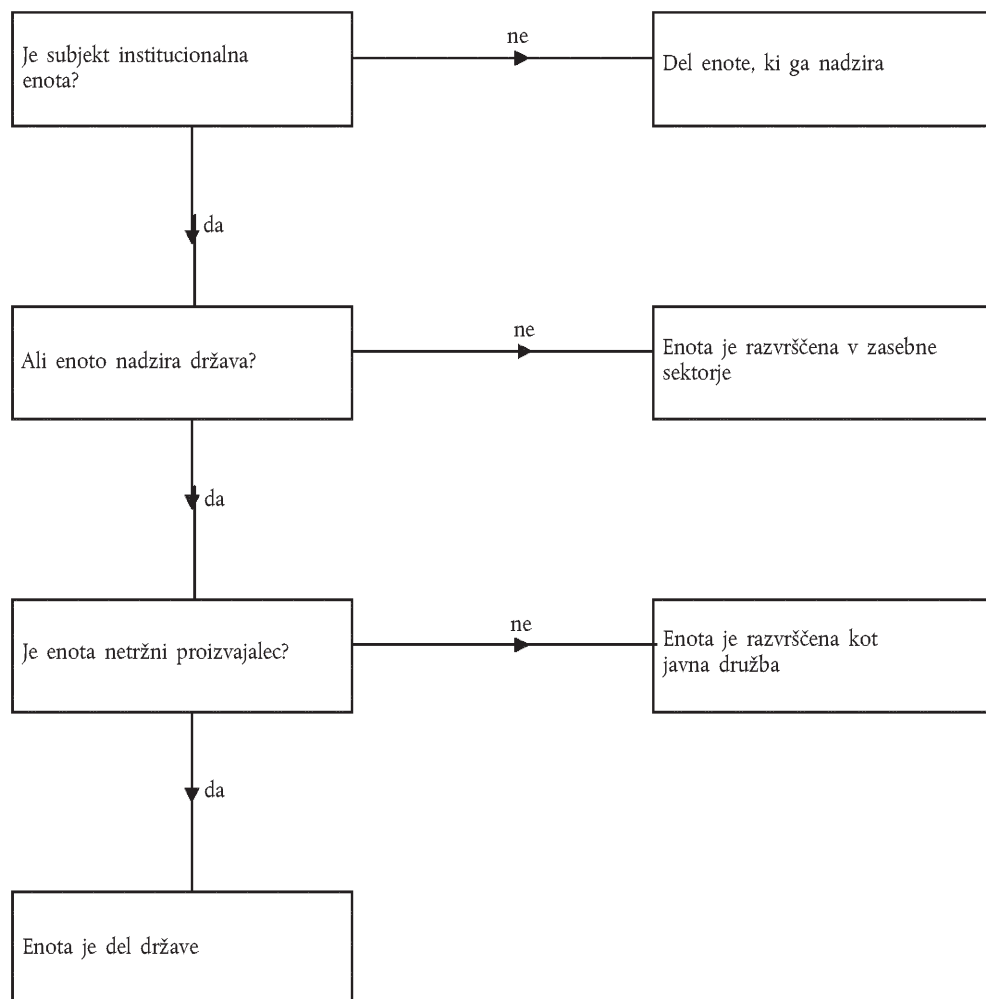 Je subjekt institucionalna
enota?
ne
Del enote, ki ga nadzira
da
Ali enoto nadzira država?
ne
Enota je razvrščena v zasebne
sektorje
da
Je enota netržni proizvajalec?
ne
Enota je razvrščena kot
javna družba
da
Enota je del države